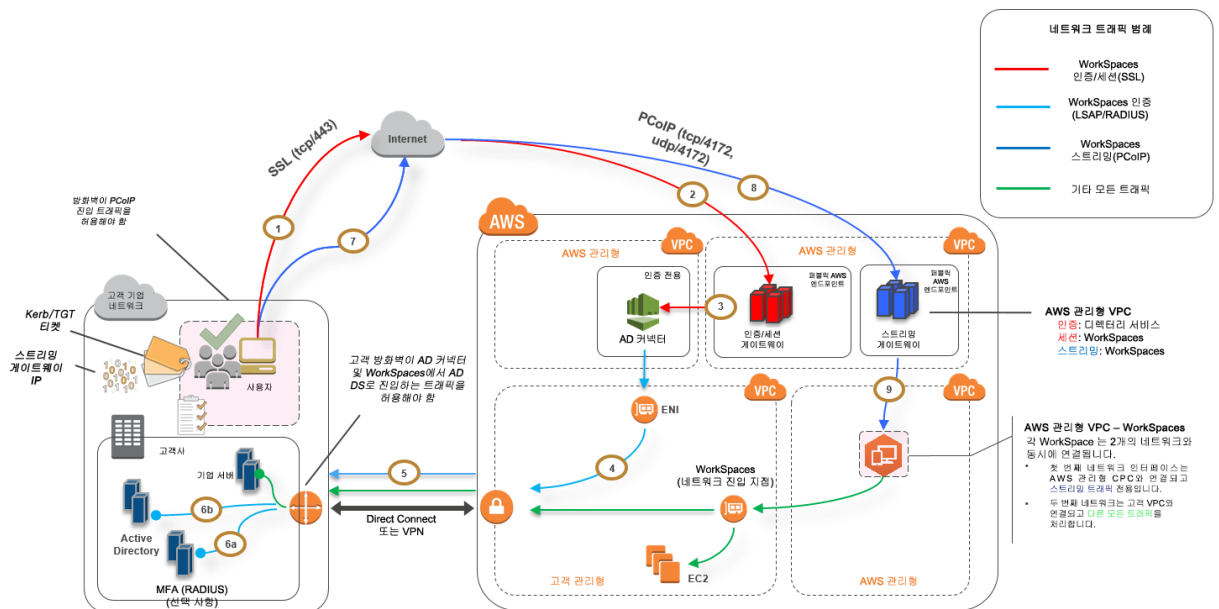 네트워크 트래픽 범례
WorkSpaces
인증/세션(SSL)
WorkSpaces 인증
(LSAP/RADIUS)
WorkSpaces
스트리밍(PCoIP)
기타 모든 트래픽
Internet
SSL (tcp/443)
PCoIP (tcp/4172,
udp/4172)
1
2
7
8
방화벽이 PCoIP
진입 트래픽을
허용해야 함
AWS
AWS 관리형
VPC
AWS 관리형
VPC
인증 전용
AD 커넥터
3
퍼블릭 AWS
엔드포인트
인증/세션
게이트웨이
퍼블릭
AWS
엔드포인트
스트리밍
게이트웨이
AWS 관리형 VPC
인증: 디렉터리 서비스
세션: WorkSpaces
스트리밍: WorkSpaces
고객 기업
네트워크
Kerb/TGT
티켓
스트리밍
게이트웨이
IP
사용자
고객 방화벽이 AD 커넥터
및 WorkSpaces에서 AD
DS로 진입하는 트래픽을
허용해야 함
고객사
기업 서버
6b
Active
Directory
6a
MFA (RADIUS)
(선택 사항)
5
Direct Connect
또는 VPN
VPC
ENI
4
WorkSpaces
(네트워크 진입 지점)
EC2
고객 관리형
VPC
9
AWS 관리형
AWS 관리형 VPC – WorkSpaces
각 WorkSpace 는 2개의 네트워크와
동시에 연결됩니다.
• 첫 번째 네트워크 인터페이스는
AWS 관리형 CPC와 연결되고
스트리밍 트래픽 전용입니다.
• 두 번째 네트워크는 고객 VPC와
연결되고 다른 모든 트래픽을
처리합니다.